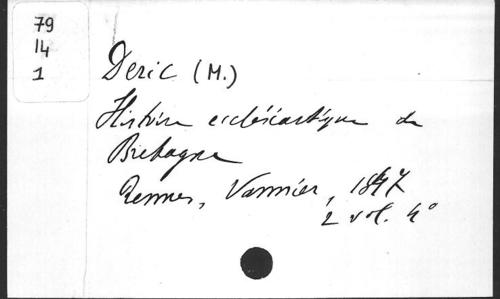 79
14
1
Deric (M.)
Histoire ecclésiastique de
Bretagne
Rennes, Vannier, 1847
2 vol. 4°